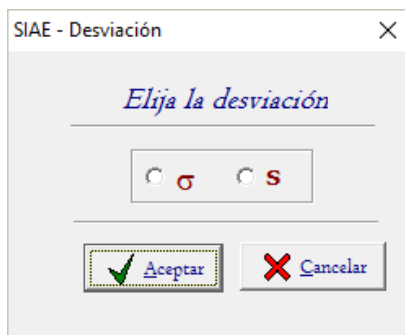 SIAE - Desviación
Elija la desviación
σ s
Aceptar Cancelar